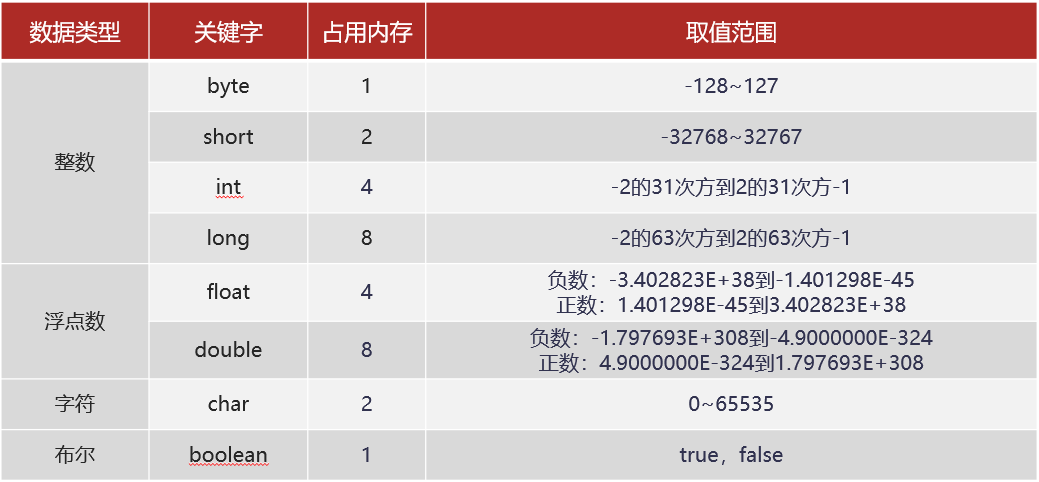 数据类型 关键字 占用内存 取值范围
整数 byte 1 -128~127
short 2 -32768~32767
int 4 -2的31次方到2的31次方-1
long 8 -2的63次方到2的63次方-1
浮点数 float 4 负数：-3.402823E+38到-1.401298E-45
正数：1.401298E-45到3.402823E+38
double 8 负数：-1.797693E+308到-4.9000000E-324
正数：4.9000000E-324到1.797693E+308
字符 char 2 0~65535
布尔 boolean 1 true，false